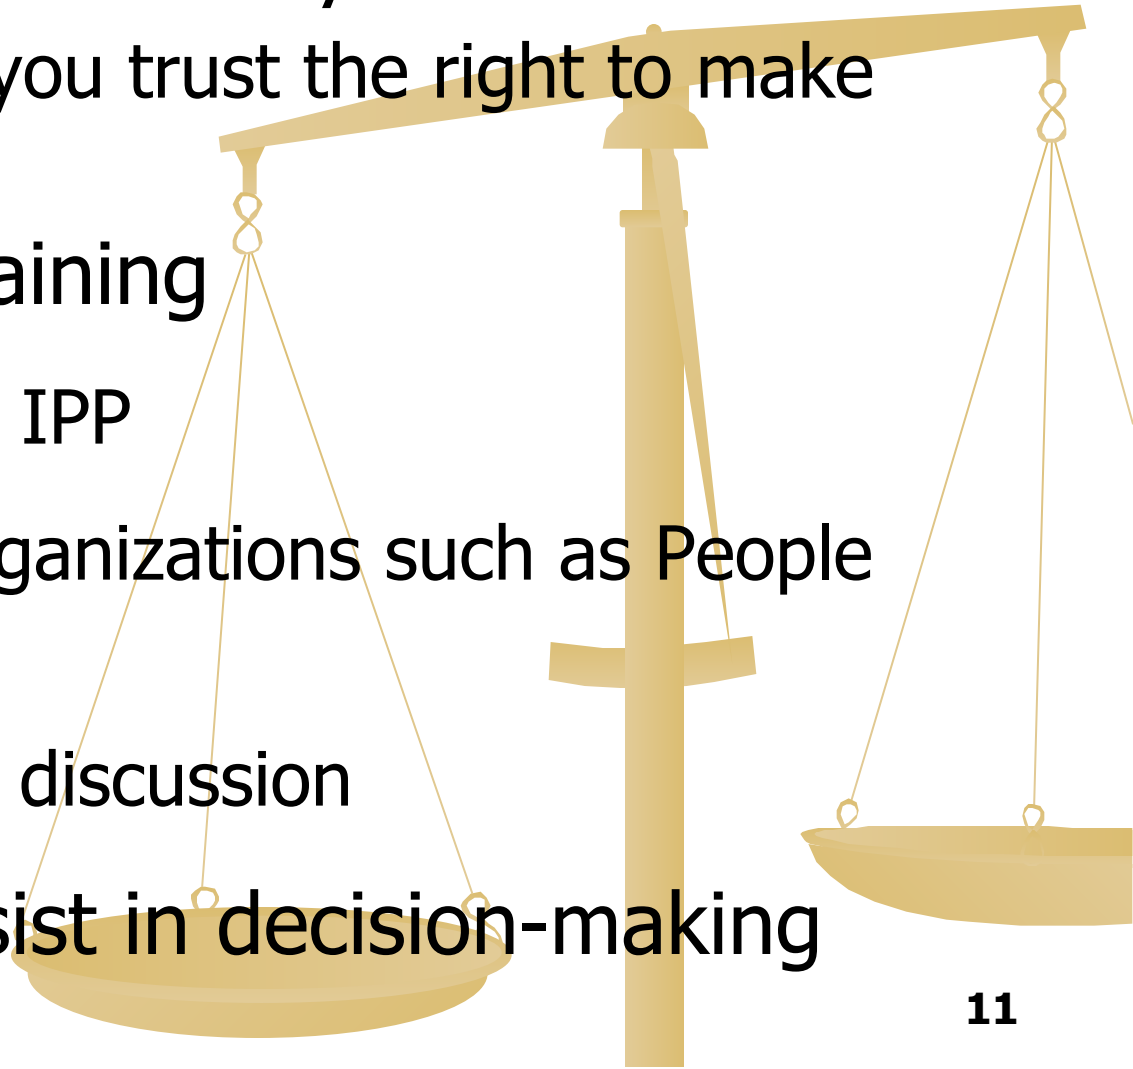 you trust the right to make
aining
IPP
ganizations such as People
discussion
sist in decision-making
11